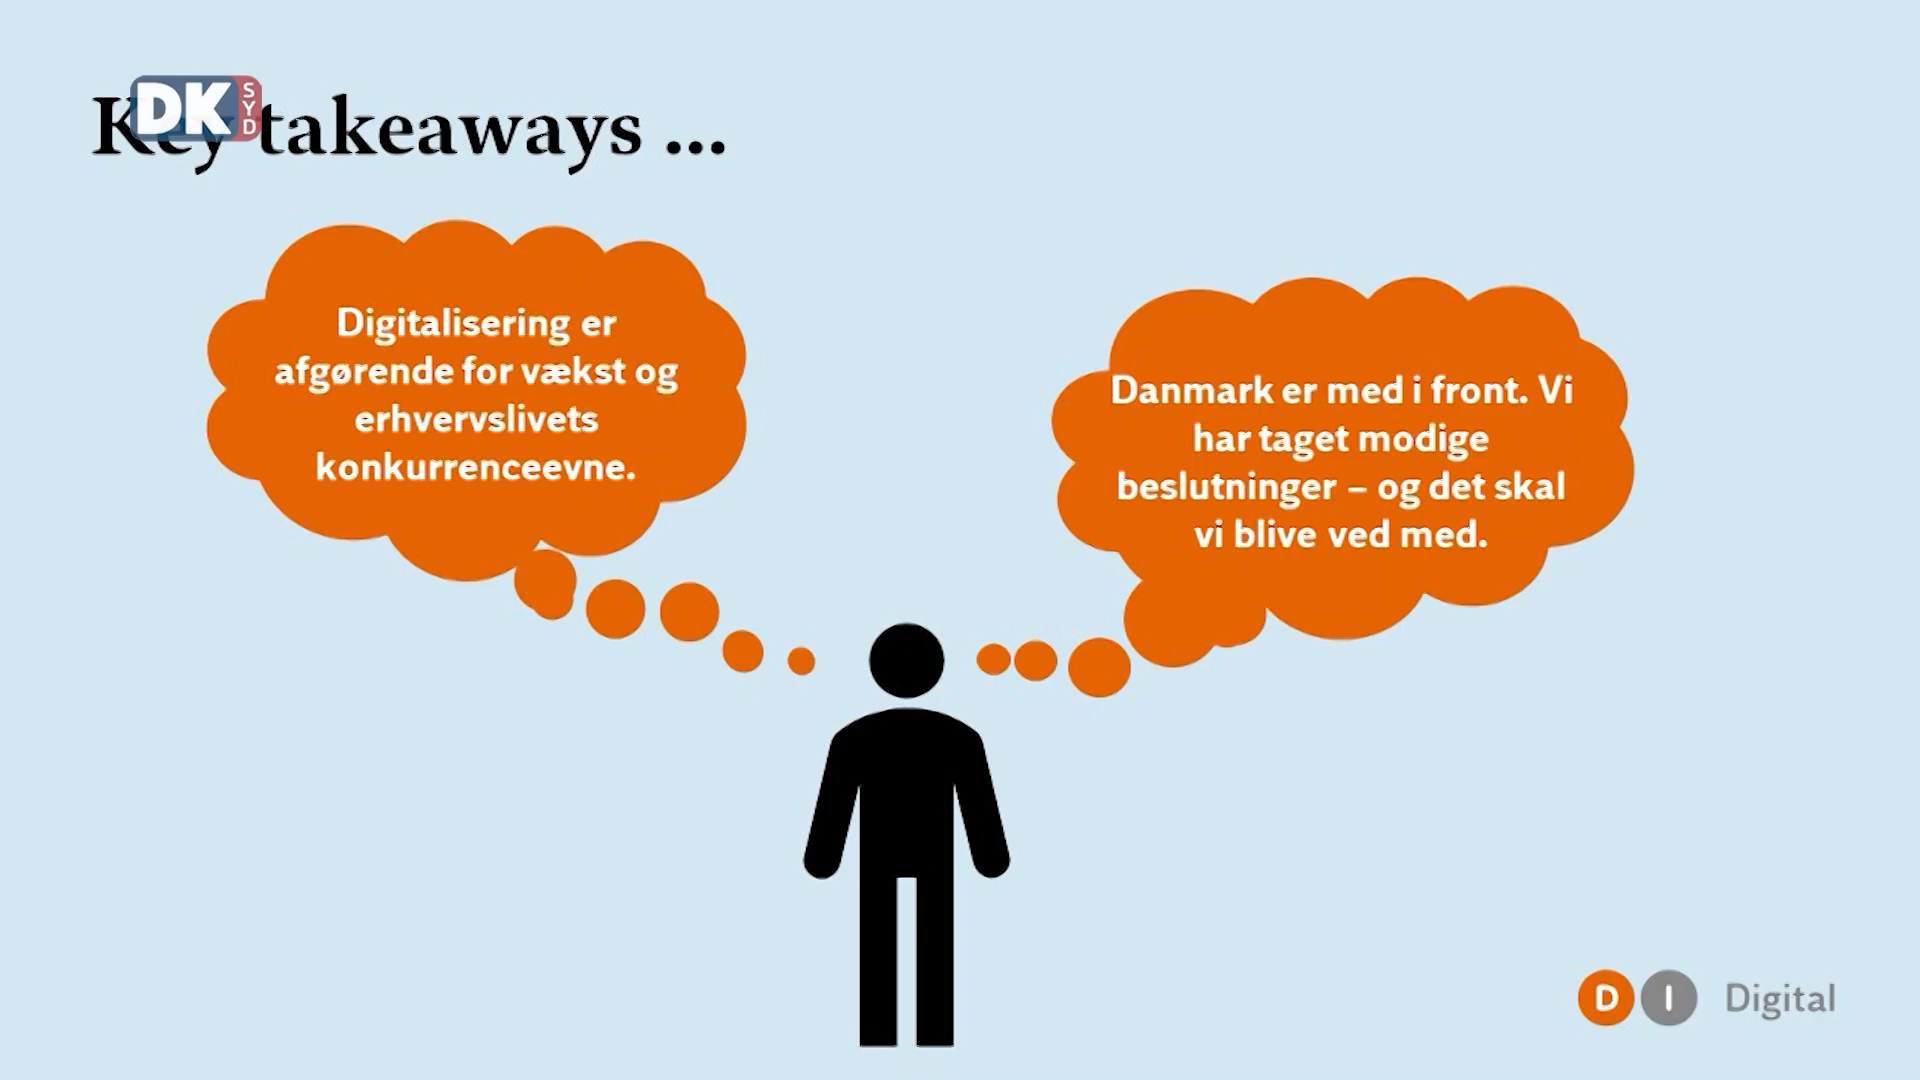 DK
SYD
Key takeaways ...
Digitalisering er
afgørende for vækst og
erhvervslivets
konkurrenceevne.
Danmark er med i front. Vi
har taget modige
beslutninger – og det skal
vi blive ved med.
D I Digital